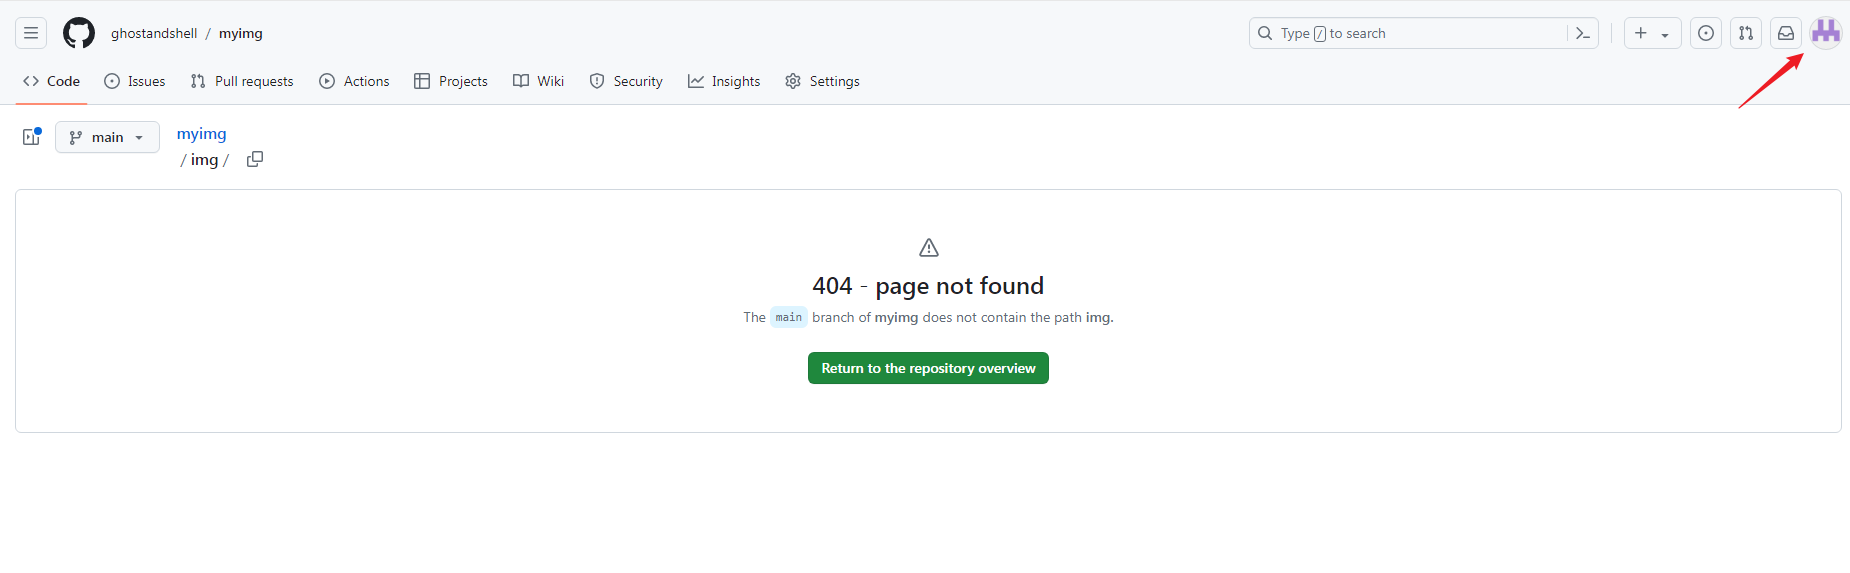 ghostandshell / myimg
Type / to search
Code Issues Pull requests Actions Projects Wiki Security Insights Settings
main
myimg
/ img /
404 - page not found
The main branch of myimg does not contain the path img.
Return to the repository overview